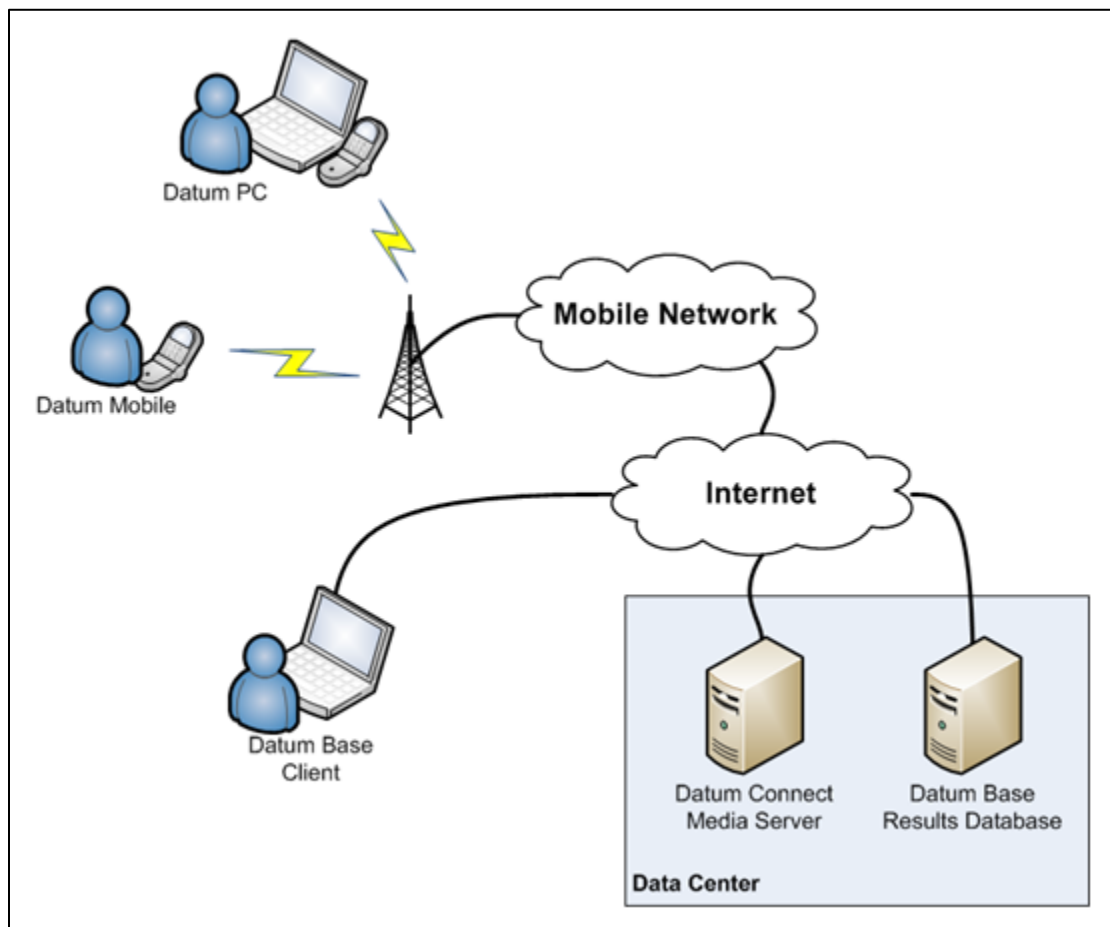 Datum PC
Mobile Network
Datum Mobile
Internet
Datum Base
Client
Datum Connect
Media Server
Datum Base
Results Database
Data Center